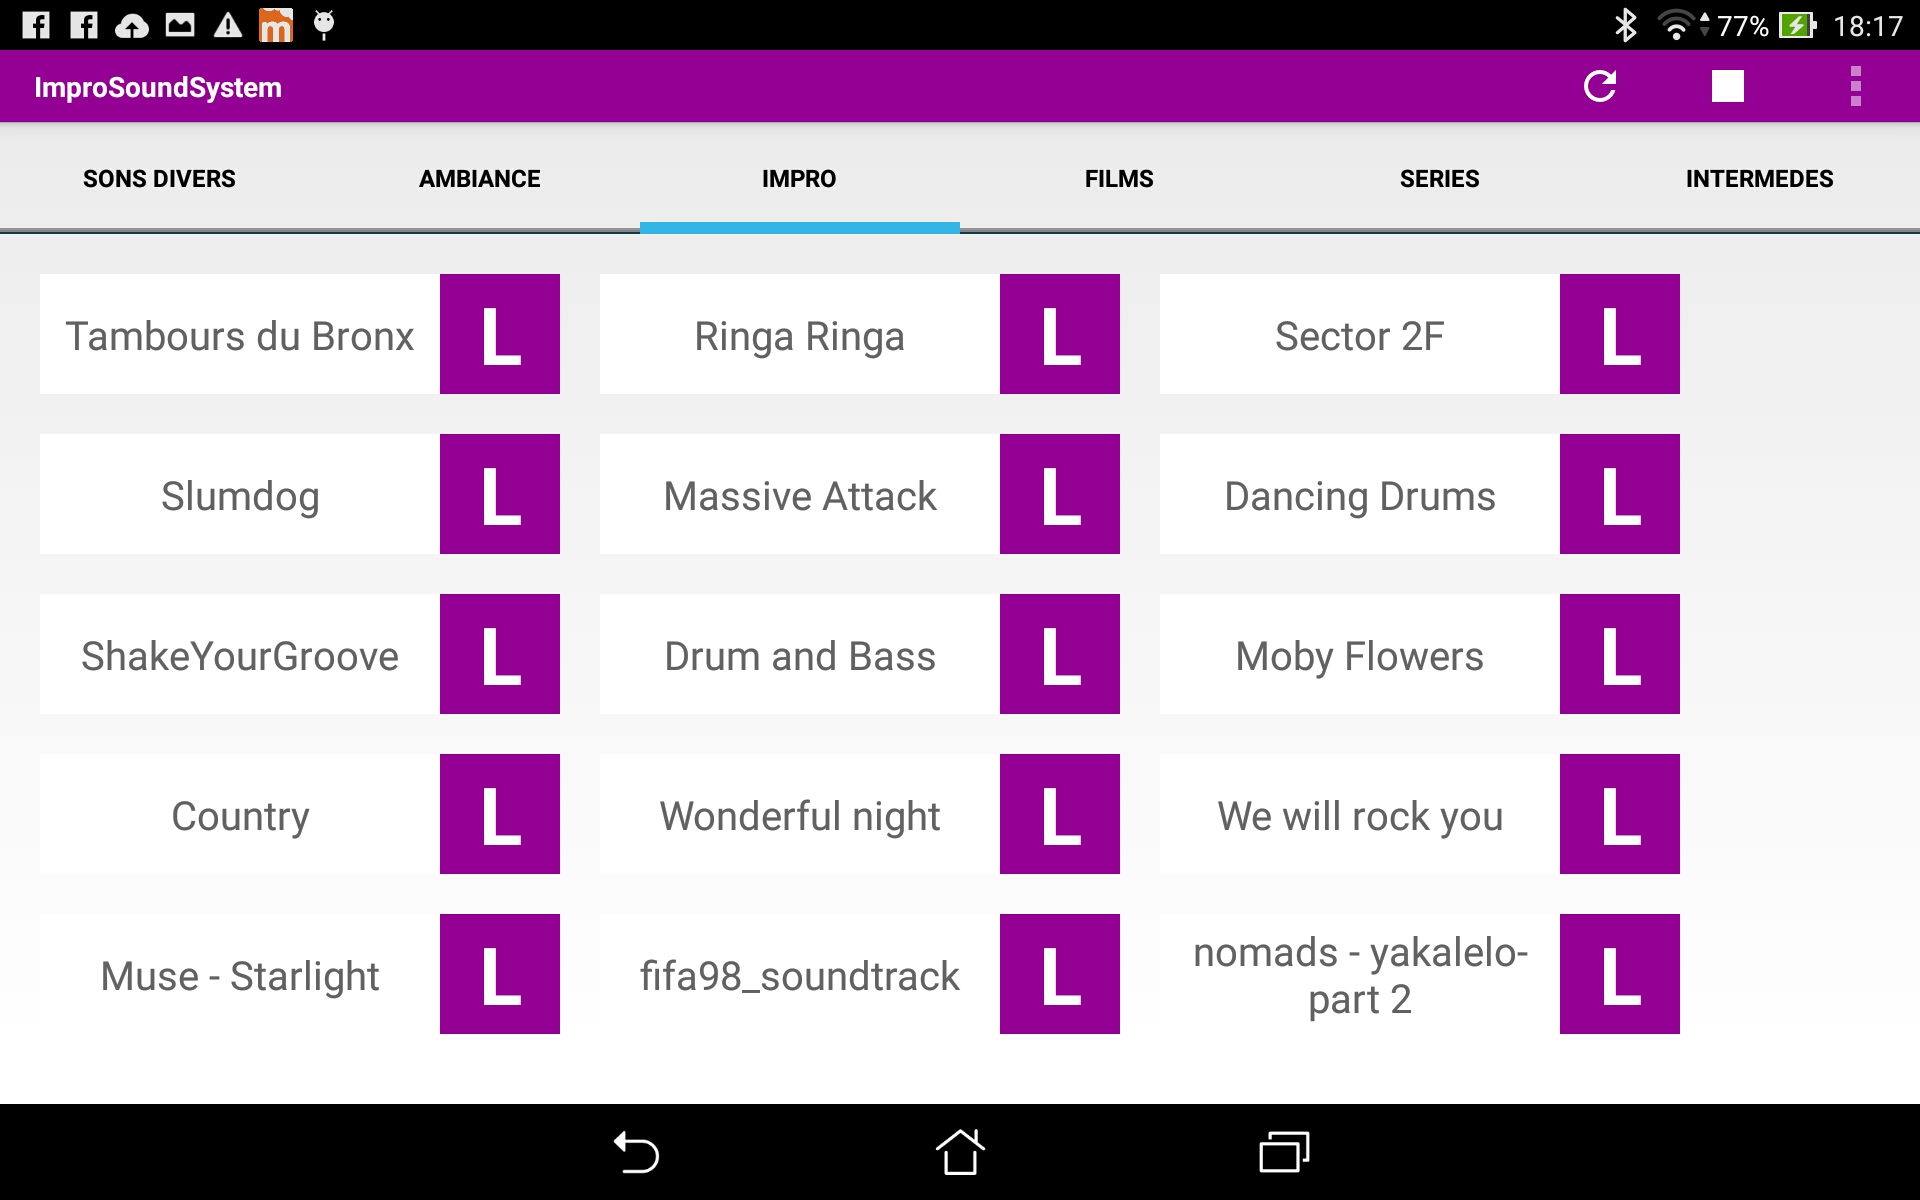 77% 18:17
ImproSoundSystem
SONS DIVERS AMBIANCE IMPRO FILMS SERIES INTERMEDES
Tambours du Bronx L Ringa Ringa L Sector 2F L
Slumdog L Massive Attack L Dancing Drums L
ShakeYourGroove L Drum and Bass L Moby Flowers L
Country L Wonderful night L We will rock you L
Muse - Starlight L fifa98_soundtrack L nomads - yakalelo-
part 2 L